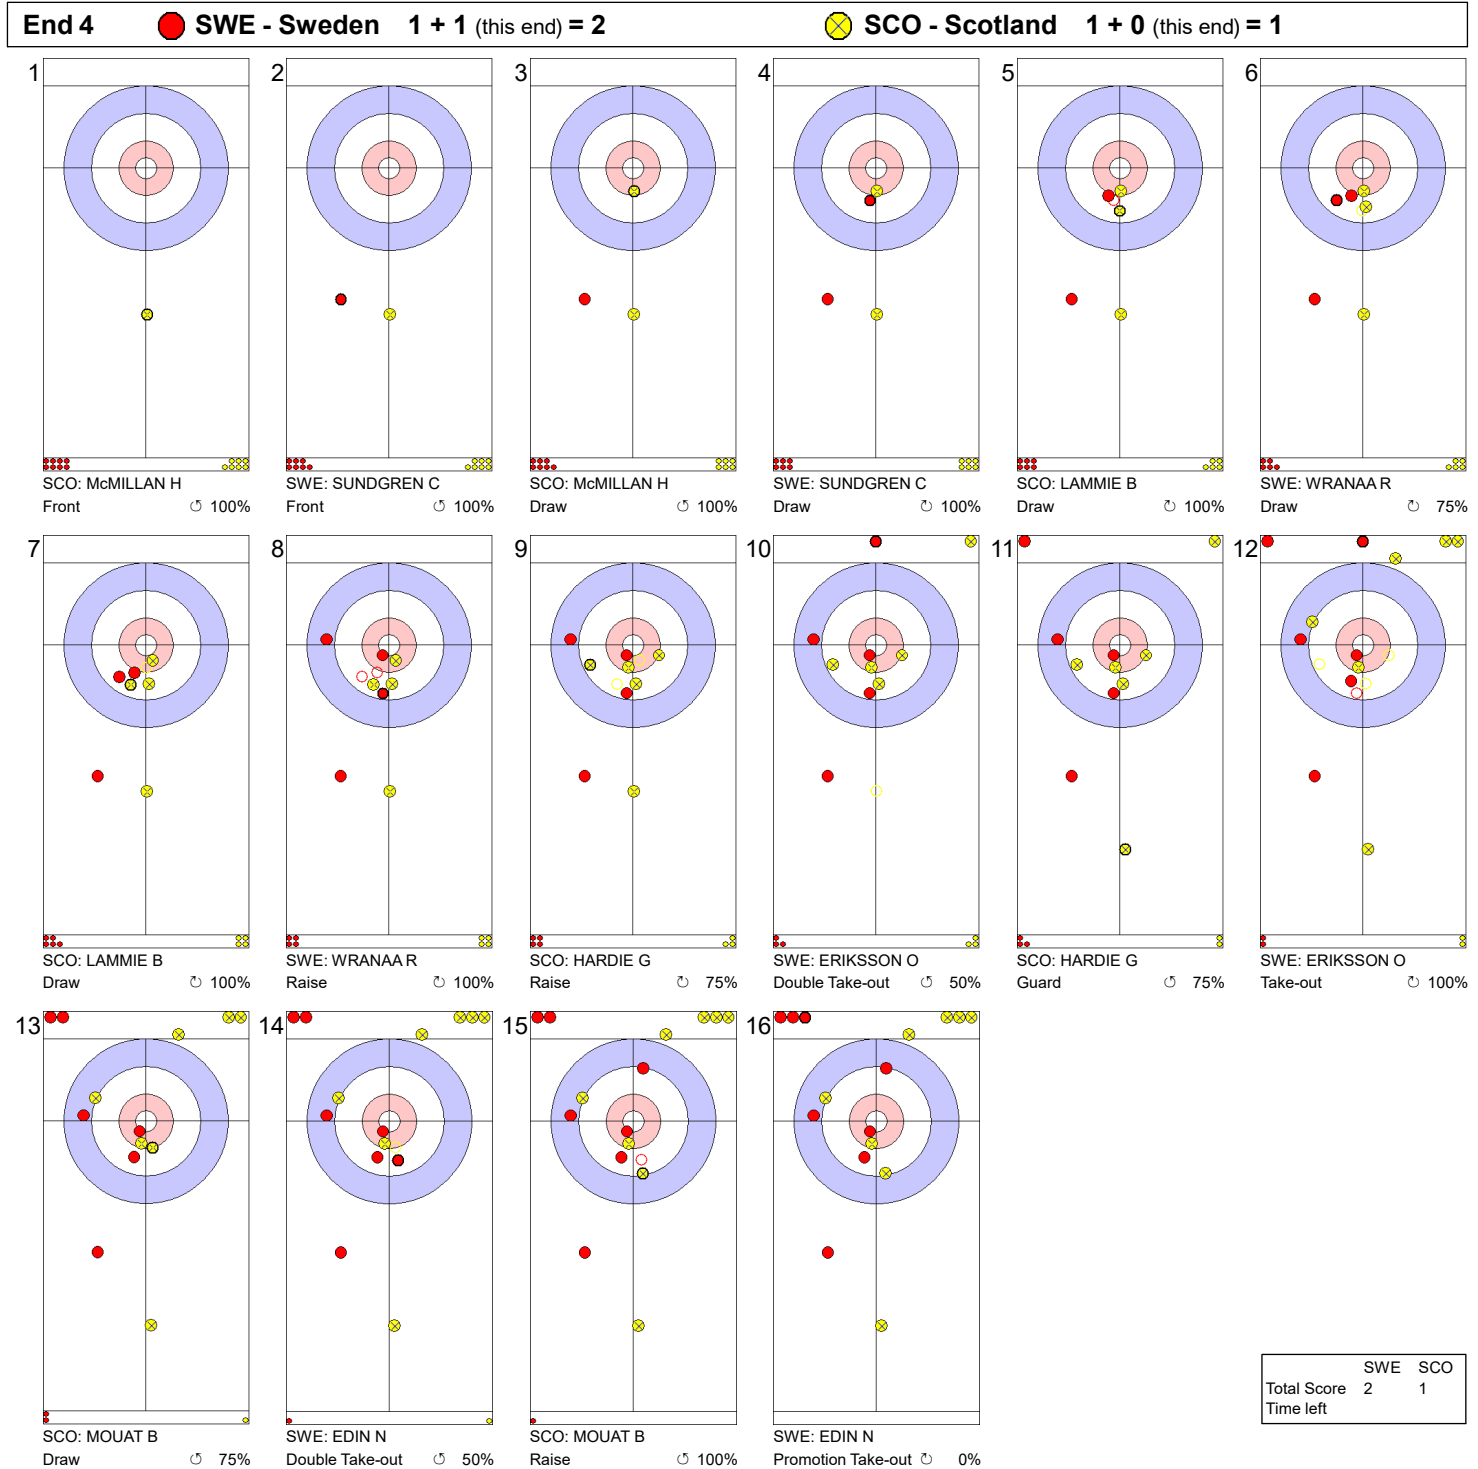 End 4 SWE - Sweden 1 + 1 (this end) = 2 SCO - Scotland 1 + 0 (this end) = 1
1 2 3 4 5 6
SCO: McMILLAN H SWE: SUNDGREN C SCO: McMILLAN H SWE: SUNDGREN C SCO: LAMMIE B SWE: WRANAA R
Front ↺ 100% Front ↺ 100% Draw ↺ 100% Draw ↻ 100% Draw ↻ 100% Draw ↻ 75%
7 8 9 10 11 12
SCO: LAMMIE B SWE: WRANAA R SCO: HARDIE G SWE: ERIKSSON O SCO: HARDIE G SWE: ERIKSSON O
Draw ↻ 100% Raise ↻ 100% Raise ↻ 75% Double Take-out ↺ 50% Guard ↺ 75% Take-out ↻ 100%
13 14 15 16
SCO: MOUAT B SWE: EDIN N SCO: MOUAT B SWE: EDIN N
Draw ↺ 75% Double Take-out ↺ 50% Raise ↺ 100% Promotion Take-out ↻ 0%
SWE SCO
Total Score 2 1
Time left